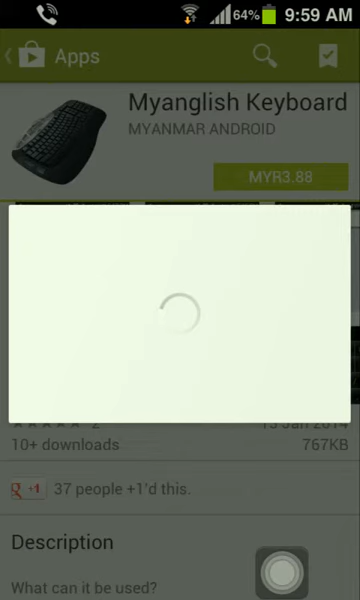 64% 9:59 AM
Apps
Myanglish Keyboard
MYANMAR ANDROID
MYR3.88
2
13 Jan 2014
10+ downloads 767KB
+1 37 people +1'd this.
Description
What can it be used?